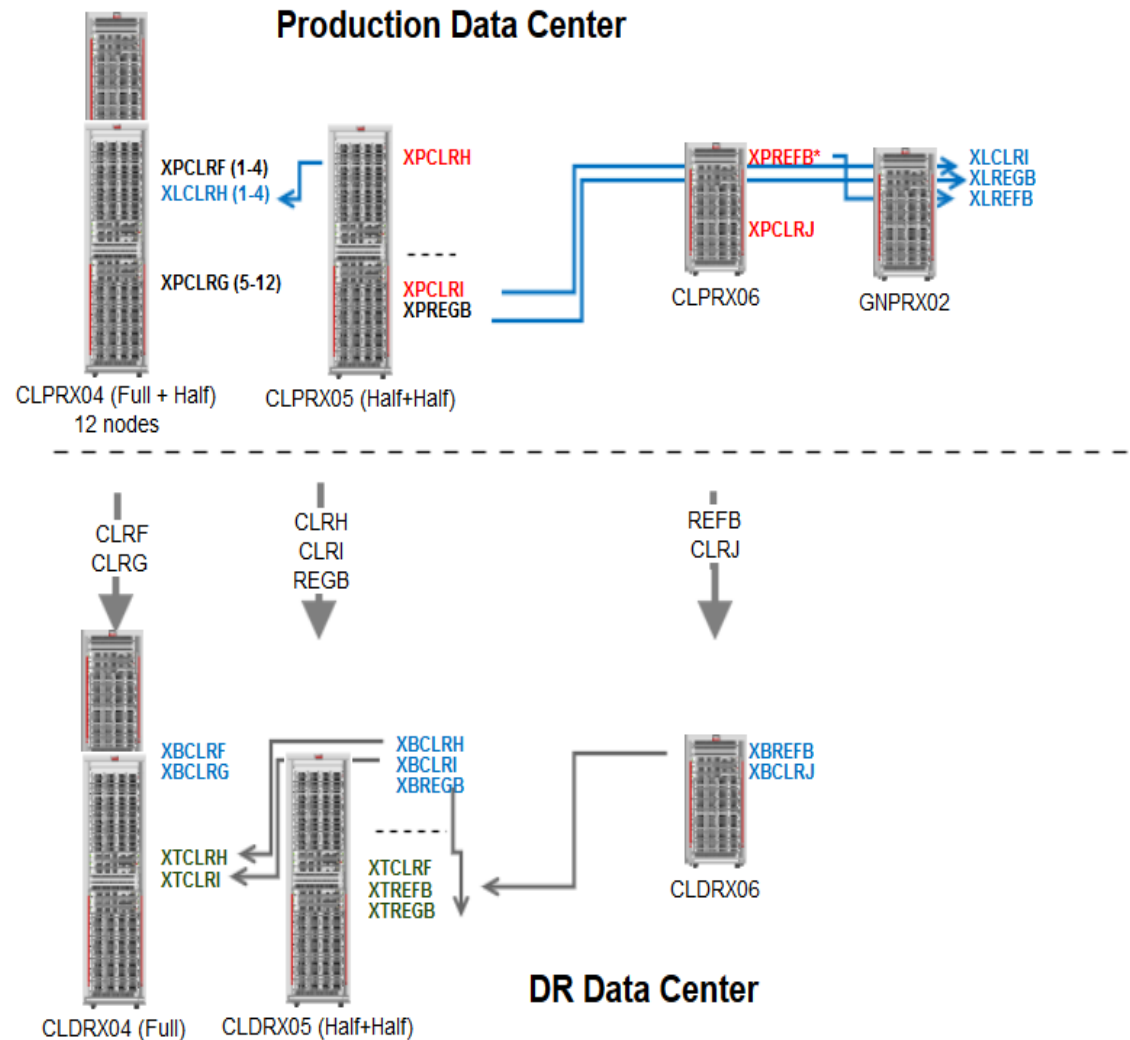 Production Data Center
XPCLRF (1-4)
XLCLRH (1-4)
XPCLRG (5-12)
CLPRX04 (Full + Half)
12 nodes
XPCLRH
XPCLRI
XPREGB
CLPRX05 (Half+Half)
XPREFB*
XPCLRJ
CLPRX06
GNPRX02
XLCLRI
XLREGB
XLREFB
CLRF
CLRG
CLRH
CLRI
REGB
REFB
CLRJ
XBCLRF
XBCLRG
XTCLRH
XTCLRI
CLDRX04 (Full)
XBCLRH
XBCLRI
XBREGB
XTCLRF
XTREFB
XTREGB
CLDRX05 (Half+Half)
XBREFB
XBCLRJ
CLDRX06
DR Data Center